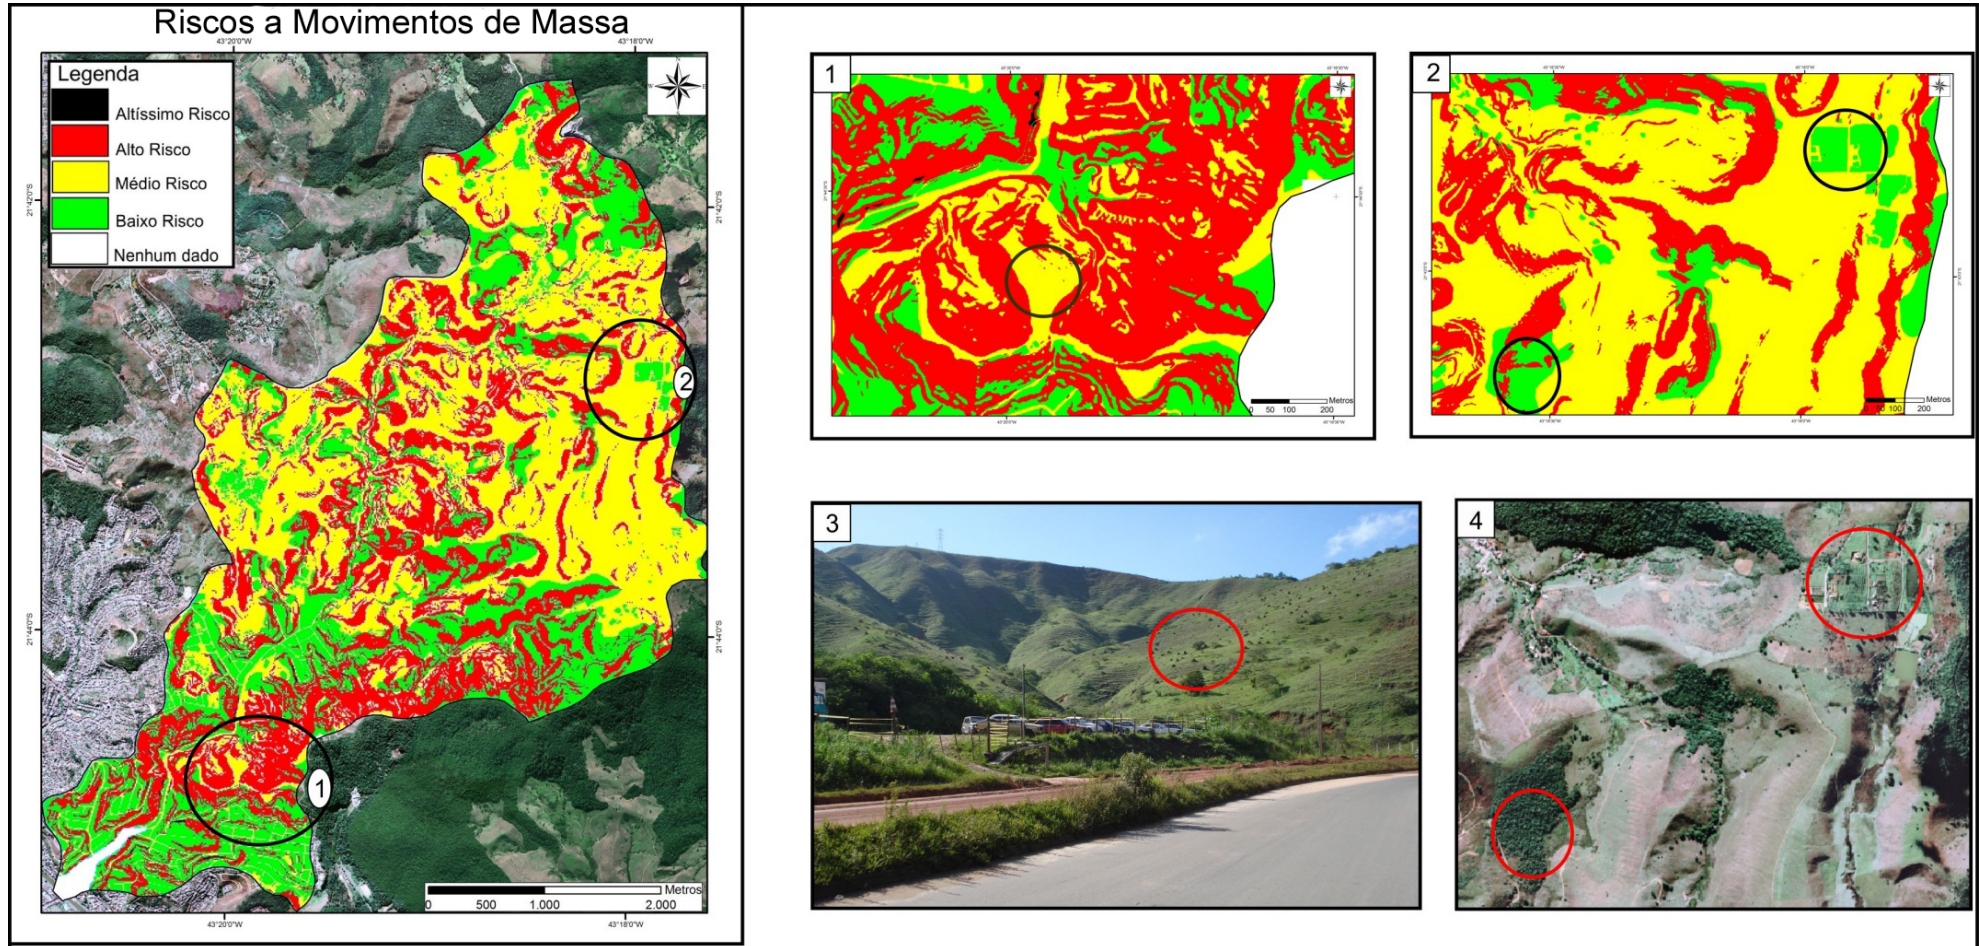 Riscos a Movimentos de Massa
43°20'0"W
43°18'0"W
Legenda
Altíssimo Risco
Alto Risco
Médio Risco
Baixo Risco
Nenhum dado
N
W
E
S
21°42'0"S
21°42'0"S
21°44'0"S
21°44'0"S
2
1
Metros
0 500 1.000 2.000
43°20'0"W
43°18'0"W
1
Metros
0 50 100 200
2
Metros
0 50 100 200
3
4